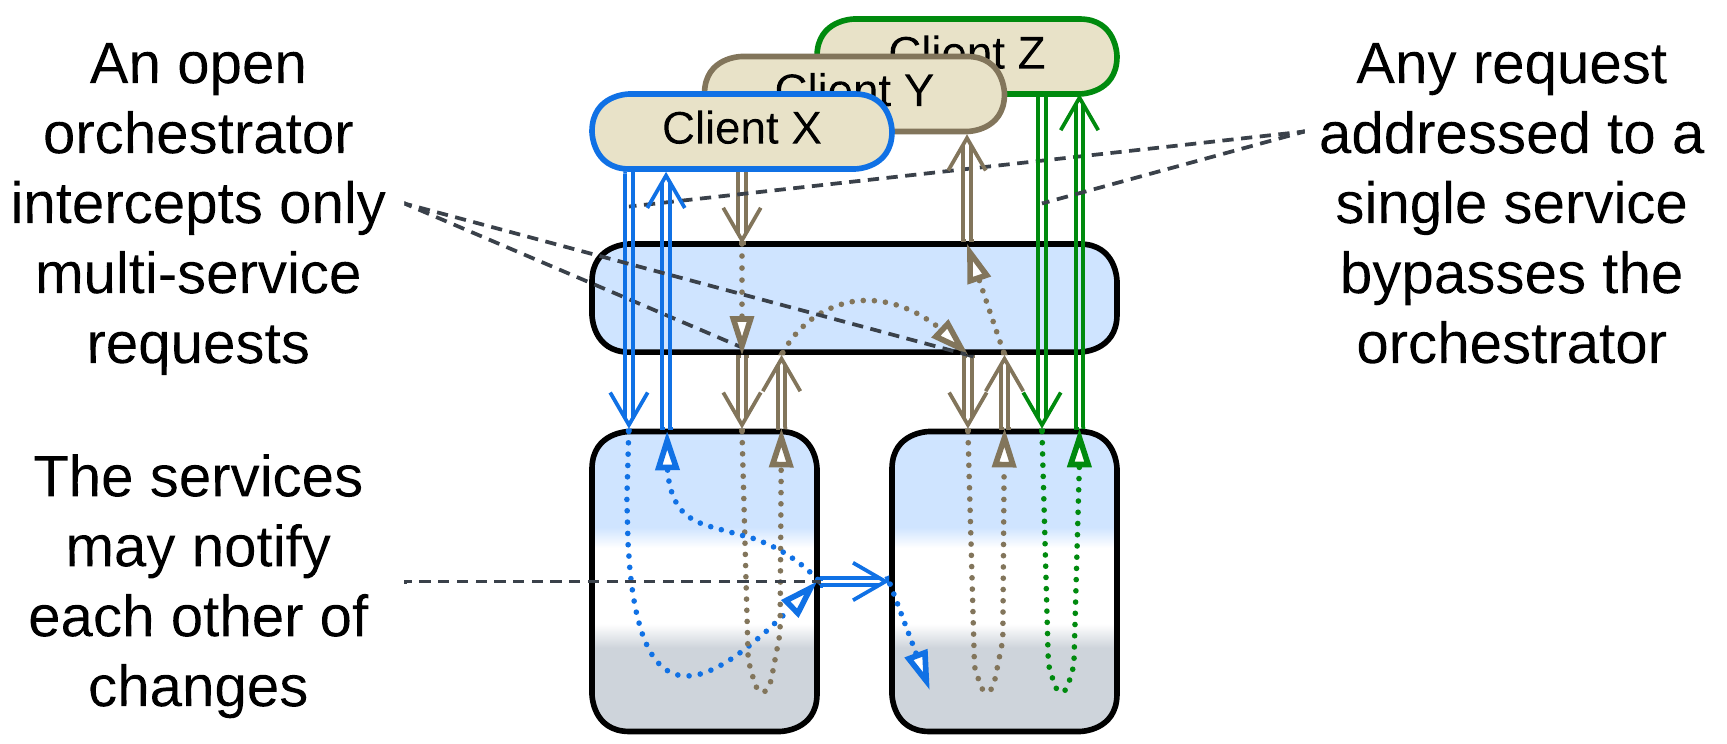 An open
orchestrator
intercepts only
multi-service
requests
Client Z
Client Y
Client X
Any request
addressed to a
single service
bypasses the
orchestrator
The services
may notify
each other of
changes